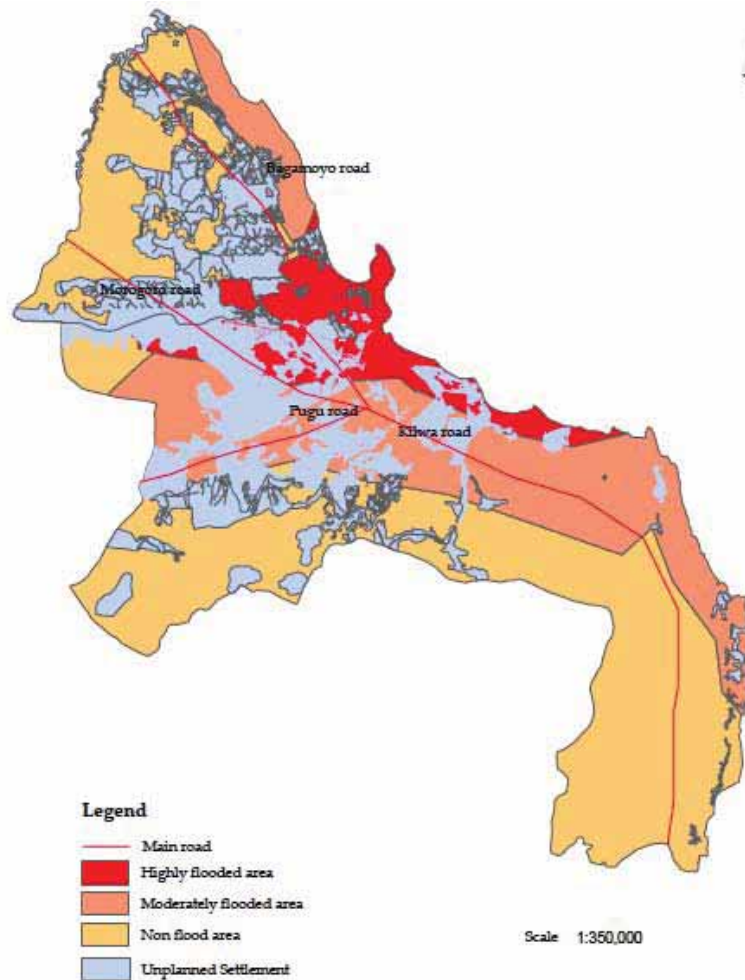 Bagamoyo road
Morogoro road
Pugu road
Kilwa road
Legend
Main road
Highly flooded area
Moderately flooded area
Non flood area
Unplanned Settlement
Scale 1:350,000